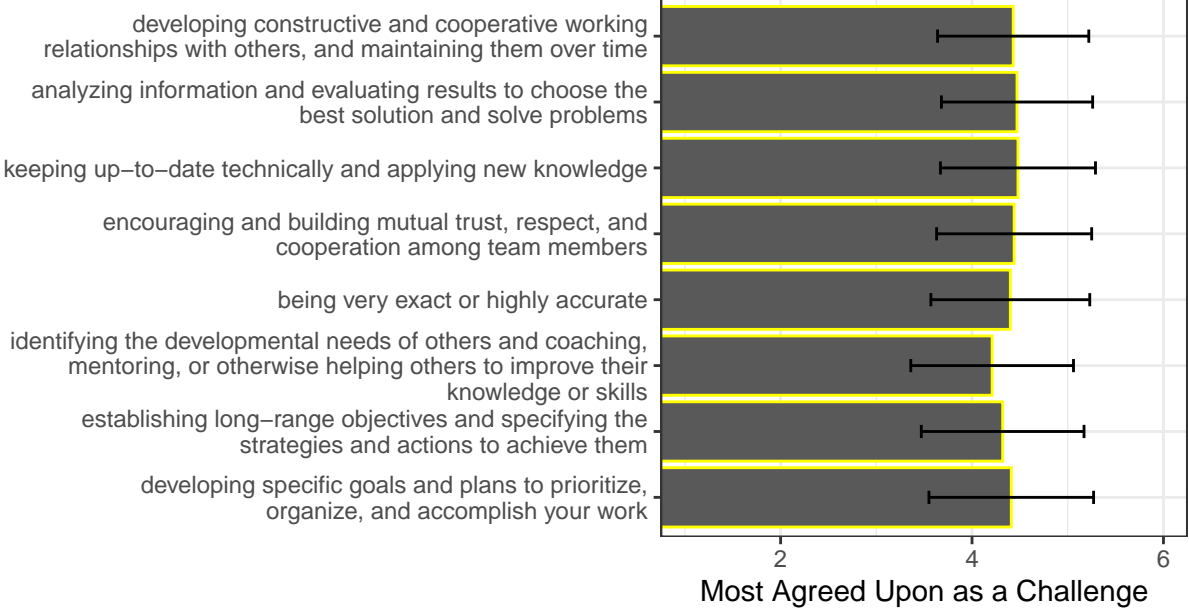 developing constructive and cooperative working
relationships with others, and maintaining them over time
analyzing information and evaluating results to choose the
best solution and solve problems
keeping up−to−date technically and applying new knowledge
encouraging and building mutual trust, respect, and
cooperation among team members
being very exact or highly accurate
identifying the developmental needs of others and coaching,
mentoring, or otherwise helping others to improve their
knowledge or skills
establishing long−range objectives and specifying the
strategies and actions to achieve them
developing specific goals and plans to prioritize,
organize, and accomplish your work
2 4 6
Most Agreed Upon as a Challenge